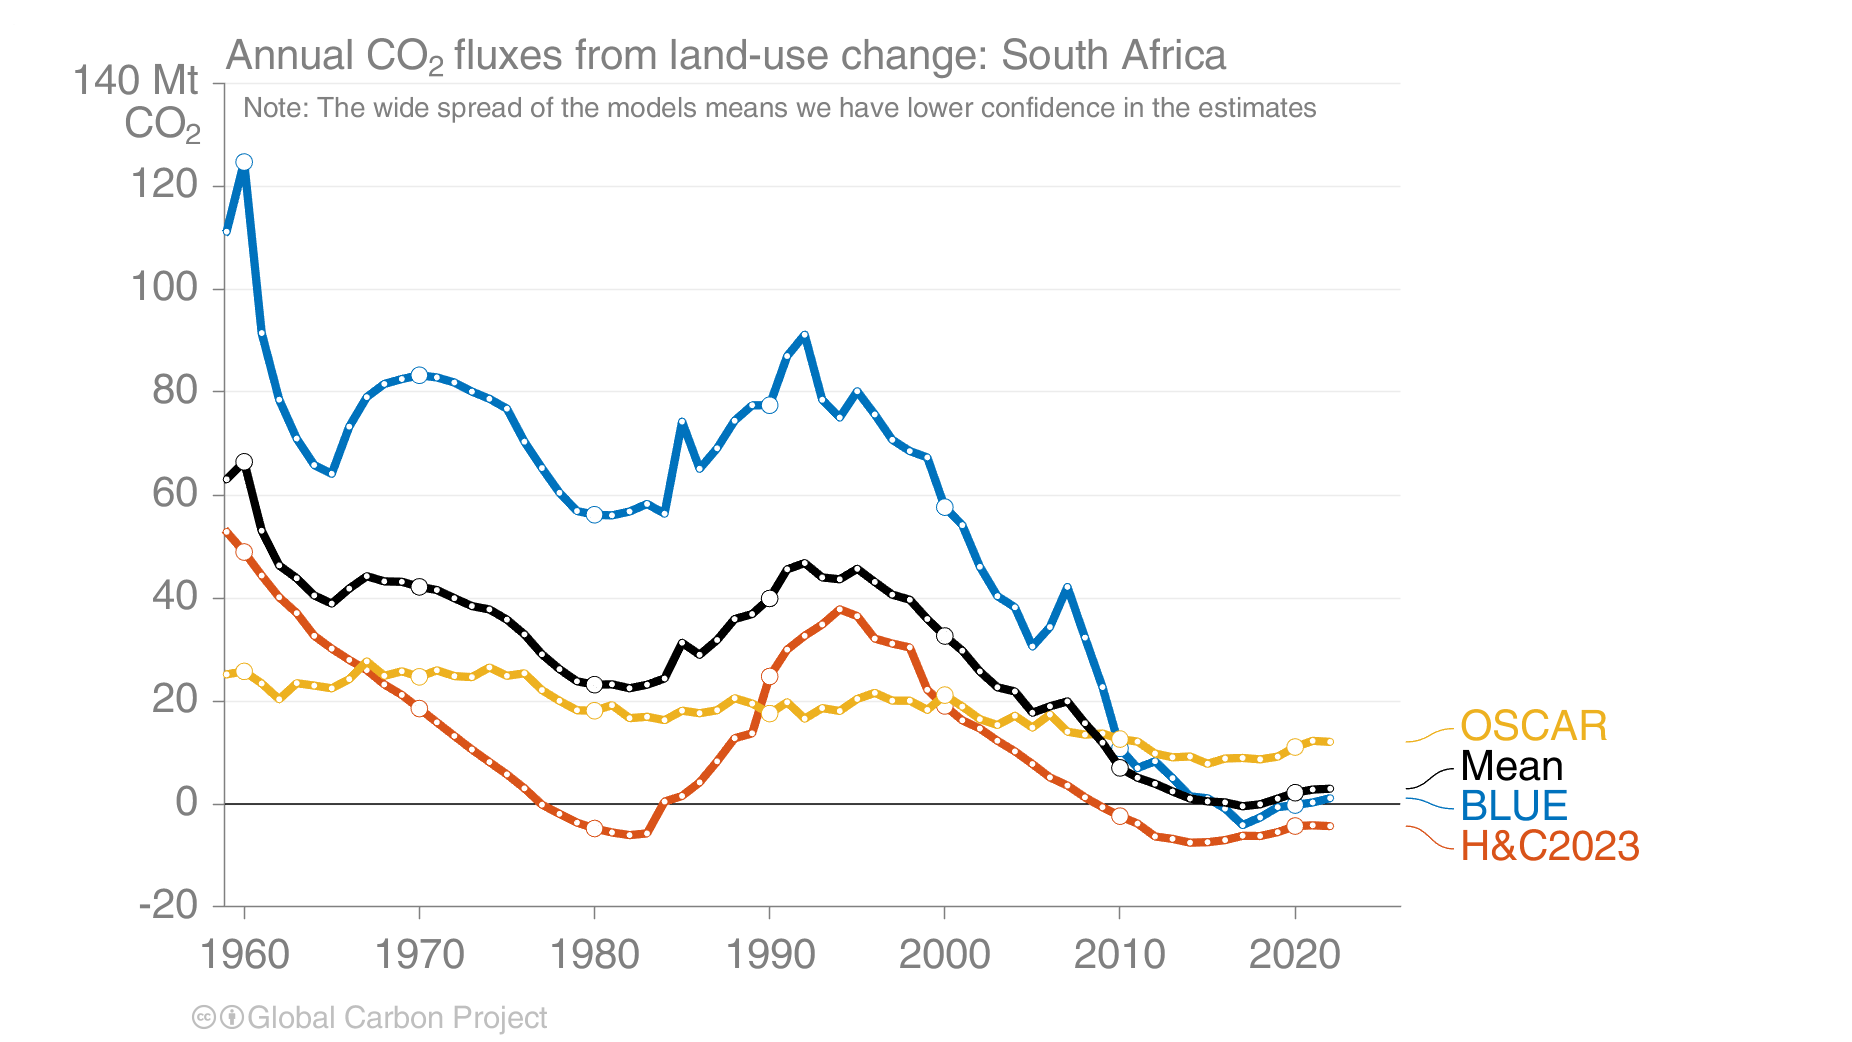 Annual CO₂ fluxes from land-use change: South Africa
140 Mt
CO₂
Note: The wide spread of the models means we have lower confidence in the estimates
120
100
80
60
40
20
0
-20
1960 1970 1980 1990 2000 2010 2020
OSCAR
Mean
BLUE
H&C2023
cc Global Carbon Project